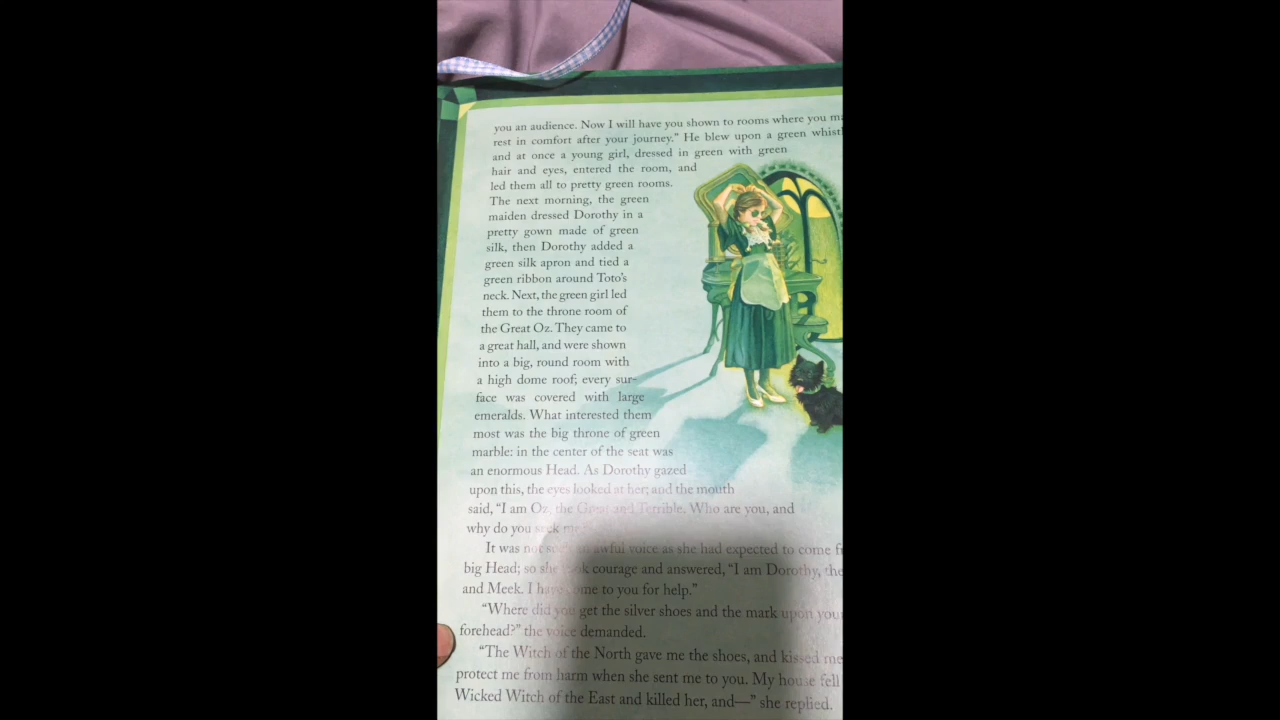 you an audience. Now I will have you shown to rooms where you
rest in comfort after your journey." He blew upon a green
and at once a young girl, dressed in green with green
hair and eyes, entered the room, and
led them all to pretty green rooms.
The next morning, the green
maiden dressed Dorothy in a
pretty gown made of green
silk, then Dorothy added a
green silk apron and tied a
green ribbon around Toto's
neck. Next, the green girl led
them to the throne room of
the Great Oz. They came to
a great hall, and were shown
into a big, round room with
a high dome roof; every sur-
face was covered with large
emeralds. What interested them
most was the big throne of green
marble: in the center of the seat was
an enormous Head. As Dorothy gazed
upon this, the eyes looked at her; and the mouth
said, "I am Oz, the Great and Terrible. Who are you, and
why do you seek me
It was not such an awful voice as she had expected to come
big Head; so she took courage and answered, "I am Dorothy, the
and Meek. I have come to you for help."
"Where did you get the silver shoes and the mark upon your
forehead?" the voice demanded.
"The Witch of the North gave me the shoes, and kissed me
protect me from harm when she sent me to you. My house fell
Wicked Witch of the East and killed her, and—" she replied.